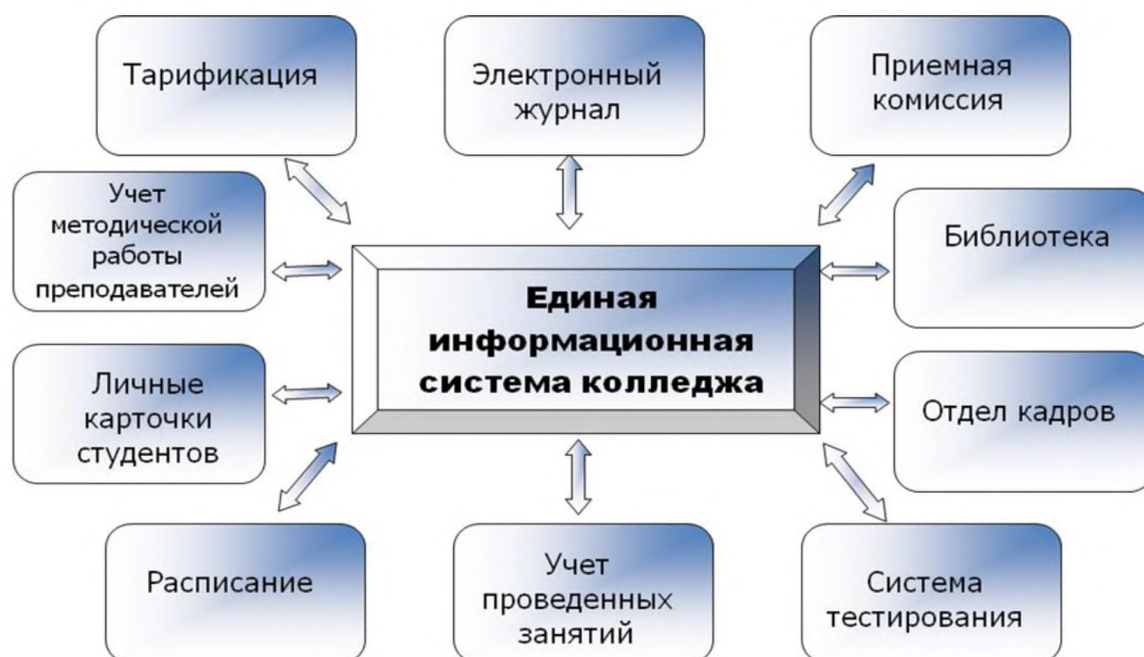 Тарификация
Электронный
журнал
Приемная
комиссия
Учет
методической
работы
преподавателей
Библиотека
Единая
информационная
система колледжа
Личные
карточки
студентов
Отдел кадров
Расписание
Учет
проведенных
занятий
Система
тестирования